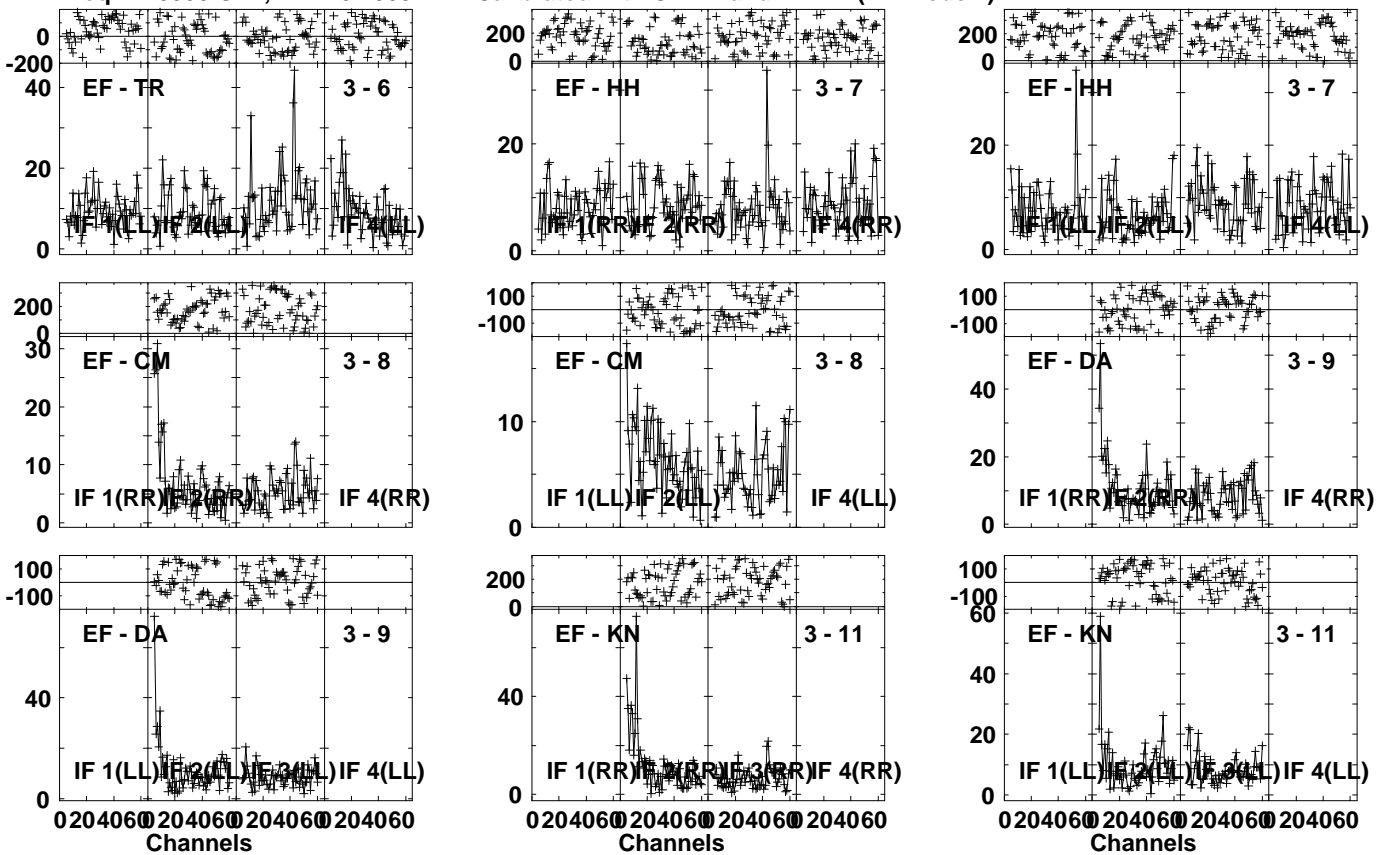 0
-200
200
0
200
0
EF - TR 3 - 6
40
20
0
IF 1(LL) IF 2(LL) IF 4(LL)
EF - HH 3 - 7
20
0
IF 1(RR) IF 2(RR) IF 4(RR)
EF - HH 3 - 7
20
0
IF 1(LL) IF 2(LL) IF 4(LL)
200
0
100
-100
100
-100
EF - CM 3 - 8
30
20
10
0
IF 1(RR) IF 2(RR) IF 4(RR)
EF - CM 3 - 8
10
0
IF 1(LL) IF 2(LL) IF 4(LL)
EF - DA 3 - 9
40
20
0
IF 1(RR) IF 2(RR) IF 4(RR)
100
-100
200
0
100
-100
EF - DA 3 - 9
40
0
IF 1(LL) IF 2(LL) IF 3(LL) IF 4(LL)
EF - KN 3 - 11
40
0
IF 1(RR) IF 2(RR) IF 3(RR) IF 4(RR)
EF - KN 3 - 11
60
40
20
0
IF 1(LL) IF 2(LL) IF 3(LL) IF 4(LL)
0 20 40 60 0 20 40 60 0 20 40 60 0 20 40 60
Channels
0 20 40 60 0 20 40 60 0 20 40 60 0 20 40 60
Channels
0 20 40 60 0 20 40 60 0 20 40 60 0 20 40 60
Channels